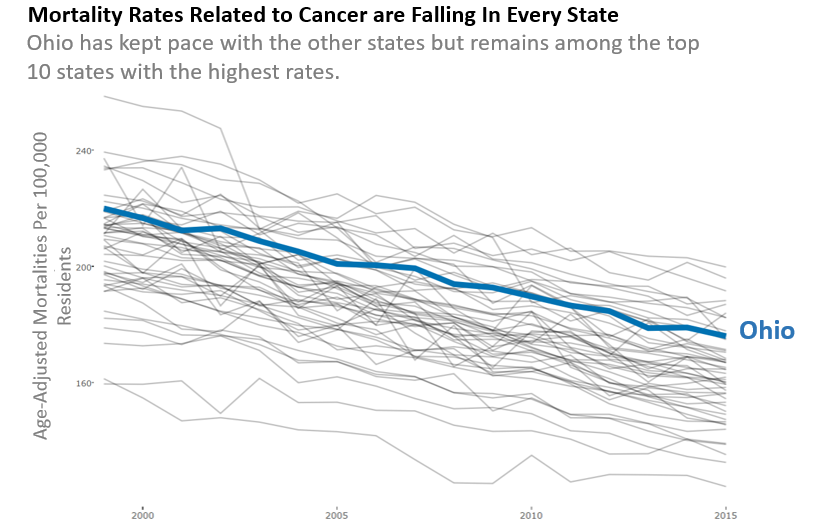 Mortality Rates Related to Cancer are Falling In Every State
Ohio has kept pace with the other states but remains among the top
10 states with the highest rates.
Age-Adjusted Mortalities Per 100,000
Residents
240
200
160
Ohio
2000
2005
2010
2015